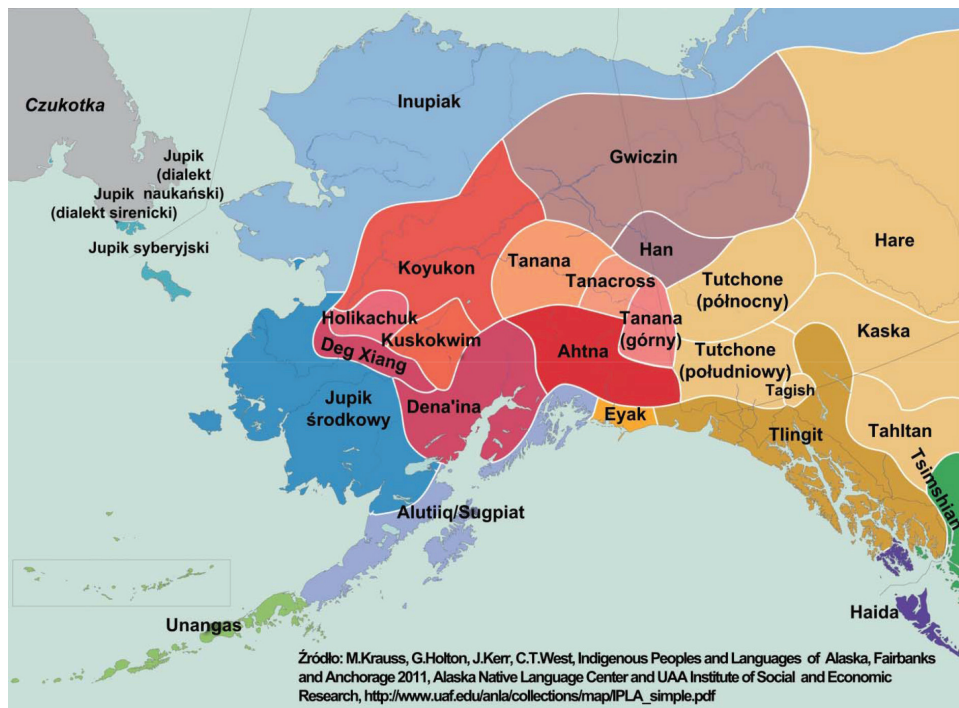 Czukotka
Inupiak
Gwiczin
Jupik
(dialekt
naukański)
Jupik
(dialekt sirenicki)
Jupik syberyjski
Hare
Koyukon
Tanana
Han
Tanacross
Tutchone
(północny)
Holikachuk
Tanana
(górny)
Kuskokwim
Kaska
Deg Xiang
Ahtna
Tutchone
(południowy)
Tagish
Jupik
środkowy
Dena'ina
Eyak
Tlingit
Tahltan
Tsimshian
Alutiiq/Sugpiat
Haida
Unangas
Źródło: M.Krauss, G.Holton, J.Kerr, C.T.West, Indigenous Peoples and Languages of Alaska, Fairbanks
and Anchorage 2011, Alaska Native Language Center and UAA Institute of Social and Economic
Research, http://www.uaf.edu/anla/collections/map/IPLA_simple.pdf